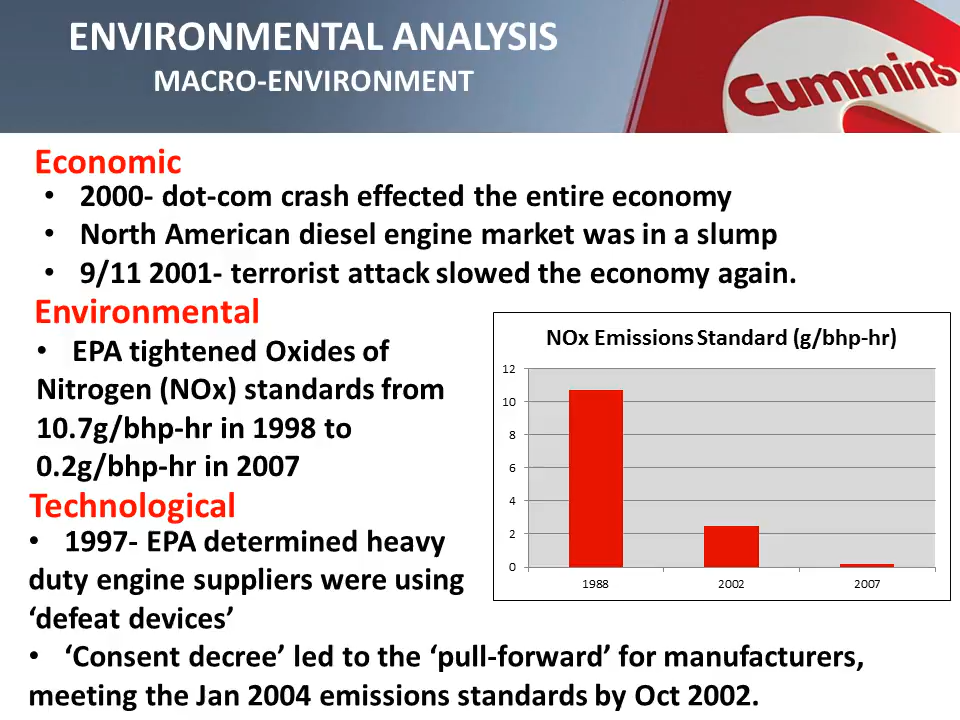 ENVIRONMENTAL ANALYSIS
MACRO-ENVIRONMENT
Cummins
Economic
• 2000- dot-com crash effected the entire economy
• North American diesel engine market was in a slump
• 9/11 2001- terrorist attack slowed the economy again.
Environmental
• EPA tightened Oxides of
Nitrogen (NOx) standards from
10.7g/bhp-hr in 1998 to
0.2g/bhp-hr in 2007
NOx Emissions Standard (g/bhp-hr)
12
10
8
6
4
2
0
1988 2002 2007
Technological
• 1997- EPA determined heavy
duty engine suppliers were using
‘defeat devices’
• ‘Consent decree’ led to the ‘pull-forward’ for manufacturers,
meeting the Jan 2004 emissions standards by Oct 2002.